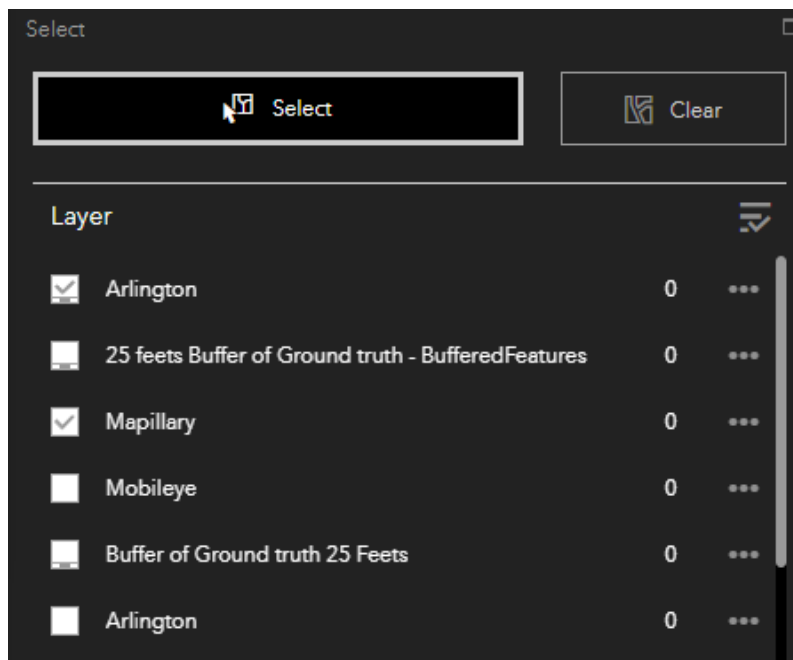 Select
Select
Clear
Layer
Arlington 0
25 feets Buffer of Ground truth - BufferedFeatures 0
Mapillary 0
Mobileye 0
Buffer of Ground truth 25 Feets 0
Arlington 0